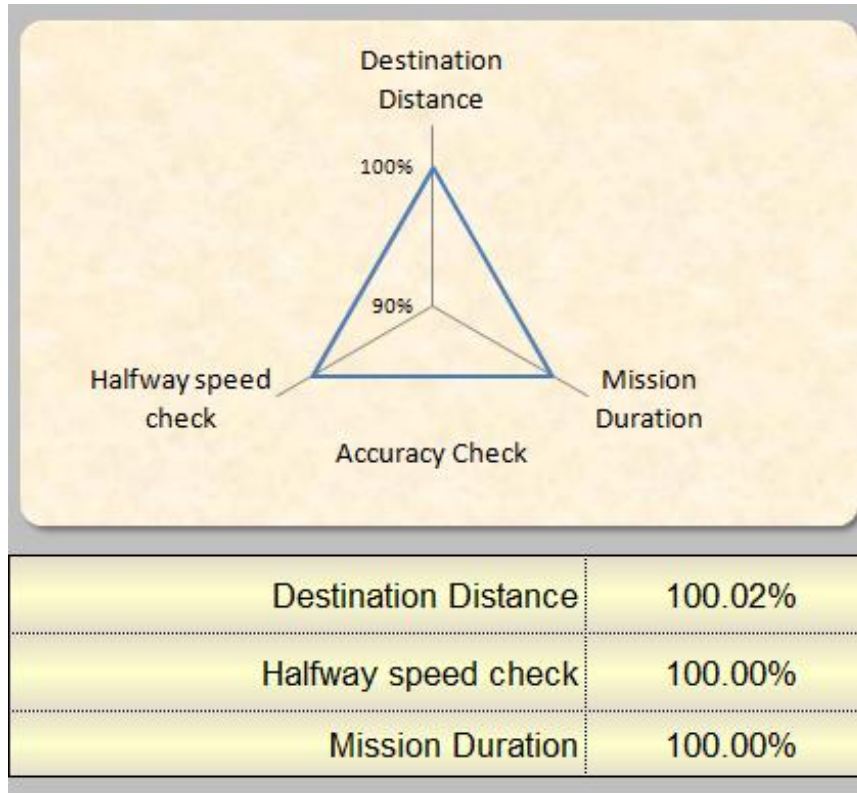 Destination
Distance
100%
90%
Halfway speed
check
Mission
Duration
Accuracy Check
Destination Distance 100.02%
Halfway speed check 100.00%
Mission Duration 100.00%